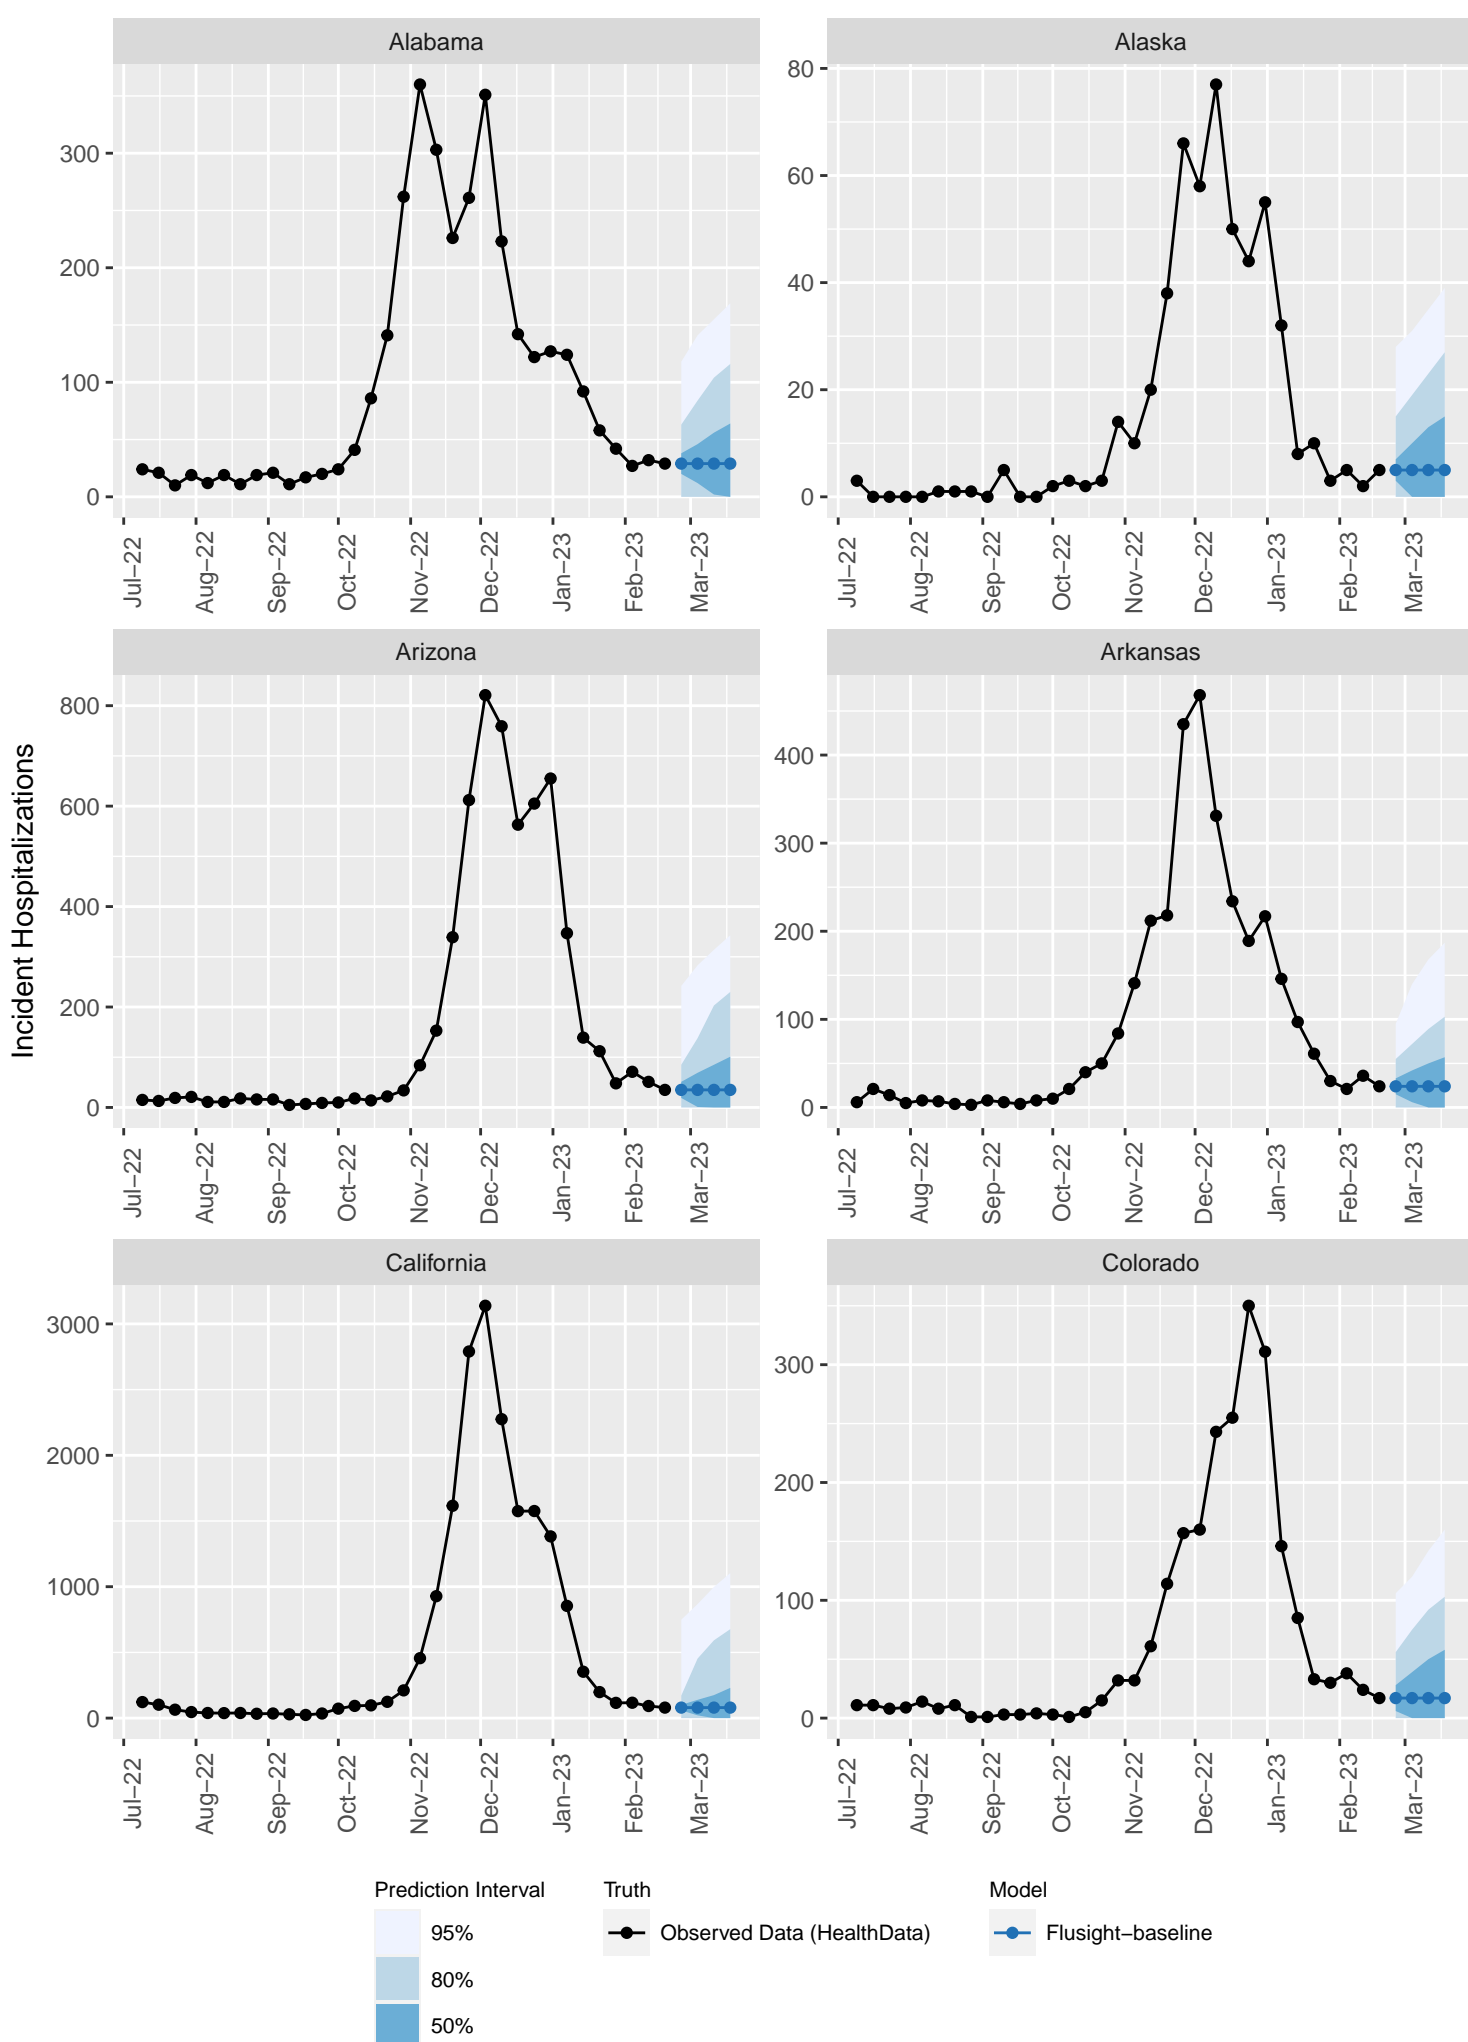 Alabama
Alaska
300
200
100
0
80
60
40
20
0
Jul−22
Aug−22
Sep−22
Oct−22
Nov−22
Dec−22
Jan−23
Feb−23
Mar−23
Jul−22
Aug−22
Sep−22
Oct−22
Nov−22
Dec−22
Jan−23
Feb−23
Mar−23
Incident Hospitalizations
Arizona
Arkansas
800
600
400
200
0
400
300
200
100
0
Jul−22
Aug−22
Sep−22
Oct−22
Nov−22
Dec−22
Jan−23
Feb−23
Mar−23
Jul−22
Aug−22
Sep−22
Oct−22
Nov−22
Dec−22
Jan−23
Feb−23
Mar−23
California
Colorado
3000
2000
1000
0
300
200
100
0
Jul−22
Aug−22
Sep−22
Oct−22
Nov−22
Dec−22
Jan−23
Feb−23
Mar−23
Jul−22
Aug−22
Sep−22
Oct−22
Nov−22
Dec−22
Jan−23
Feb−23
Mar−23
Prediction Interval
95%
80%
50%
Truth
Observed Data (HealthData)
Model
Flusight−baseline